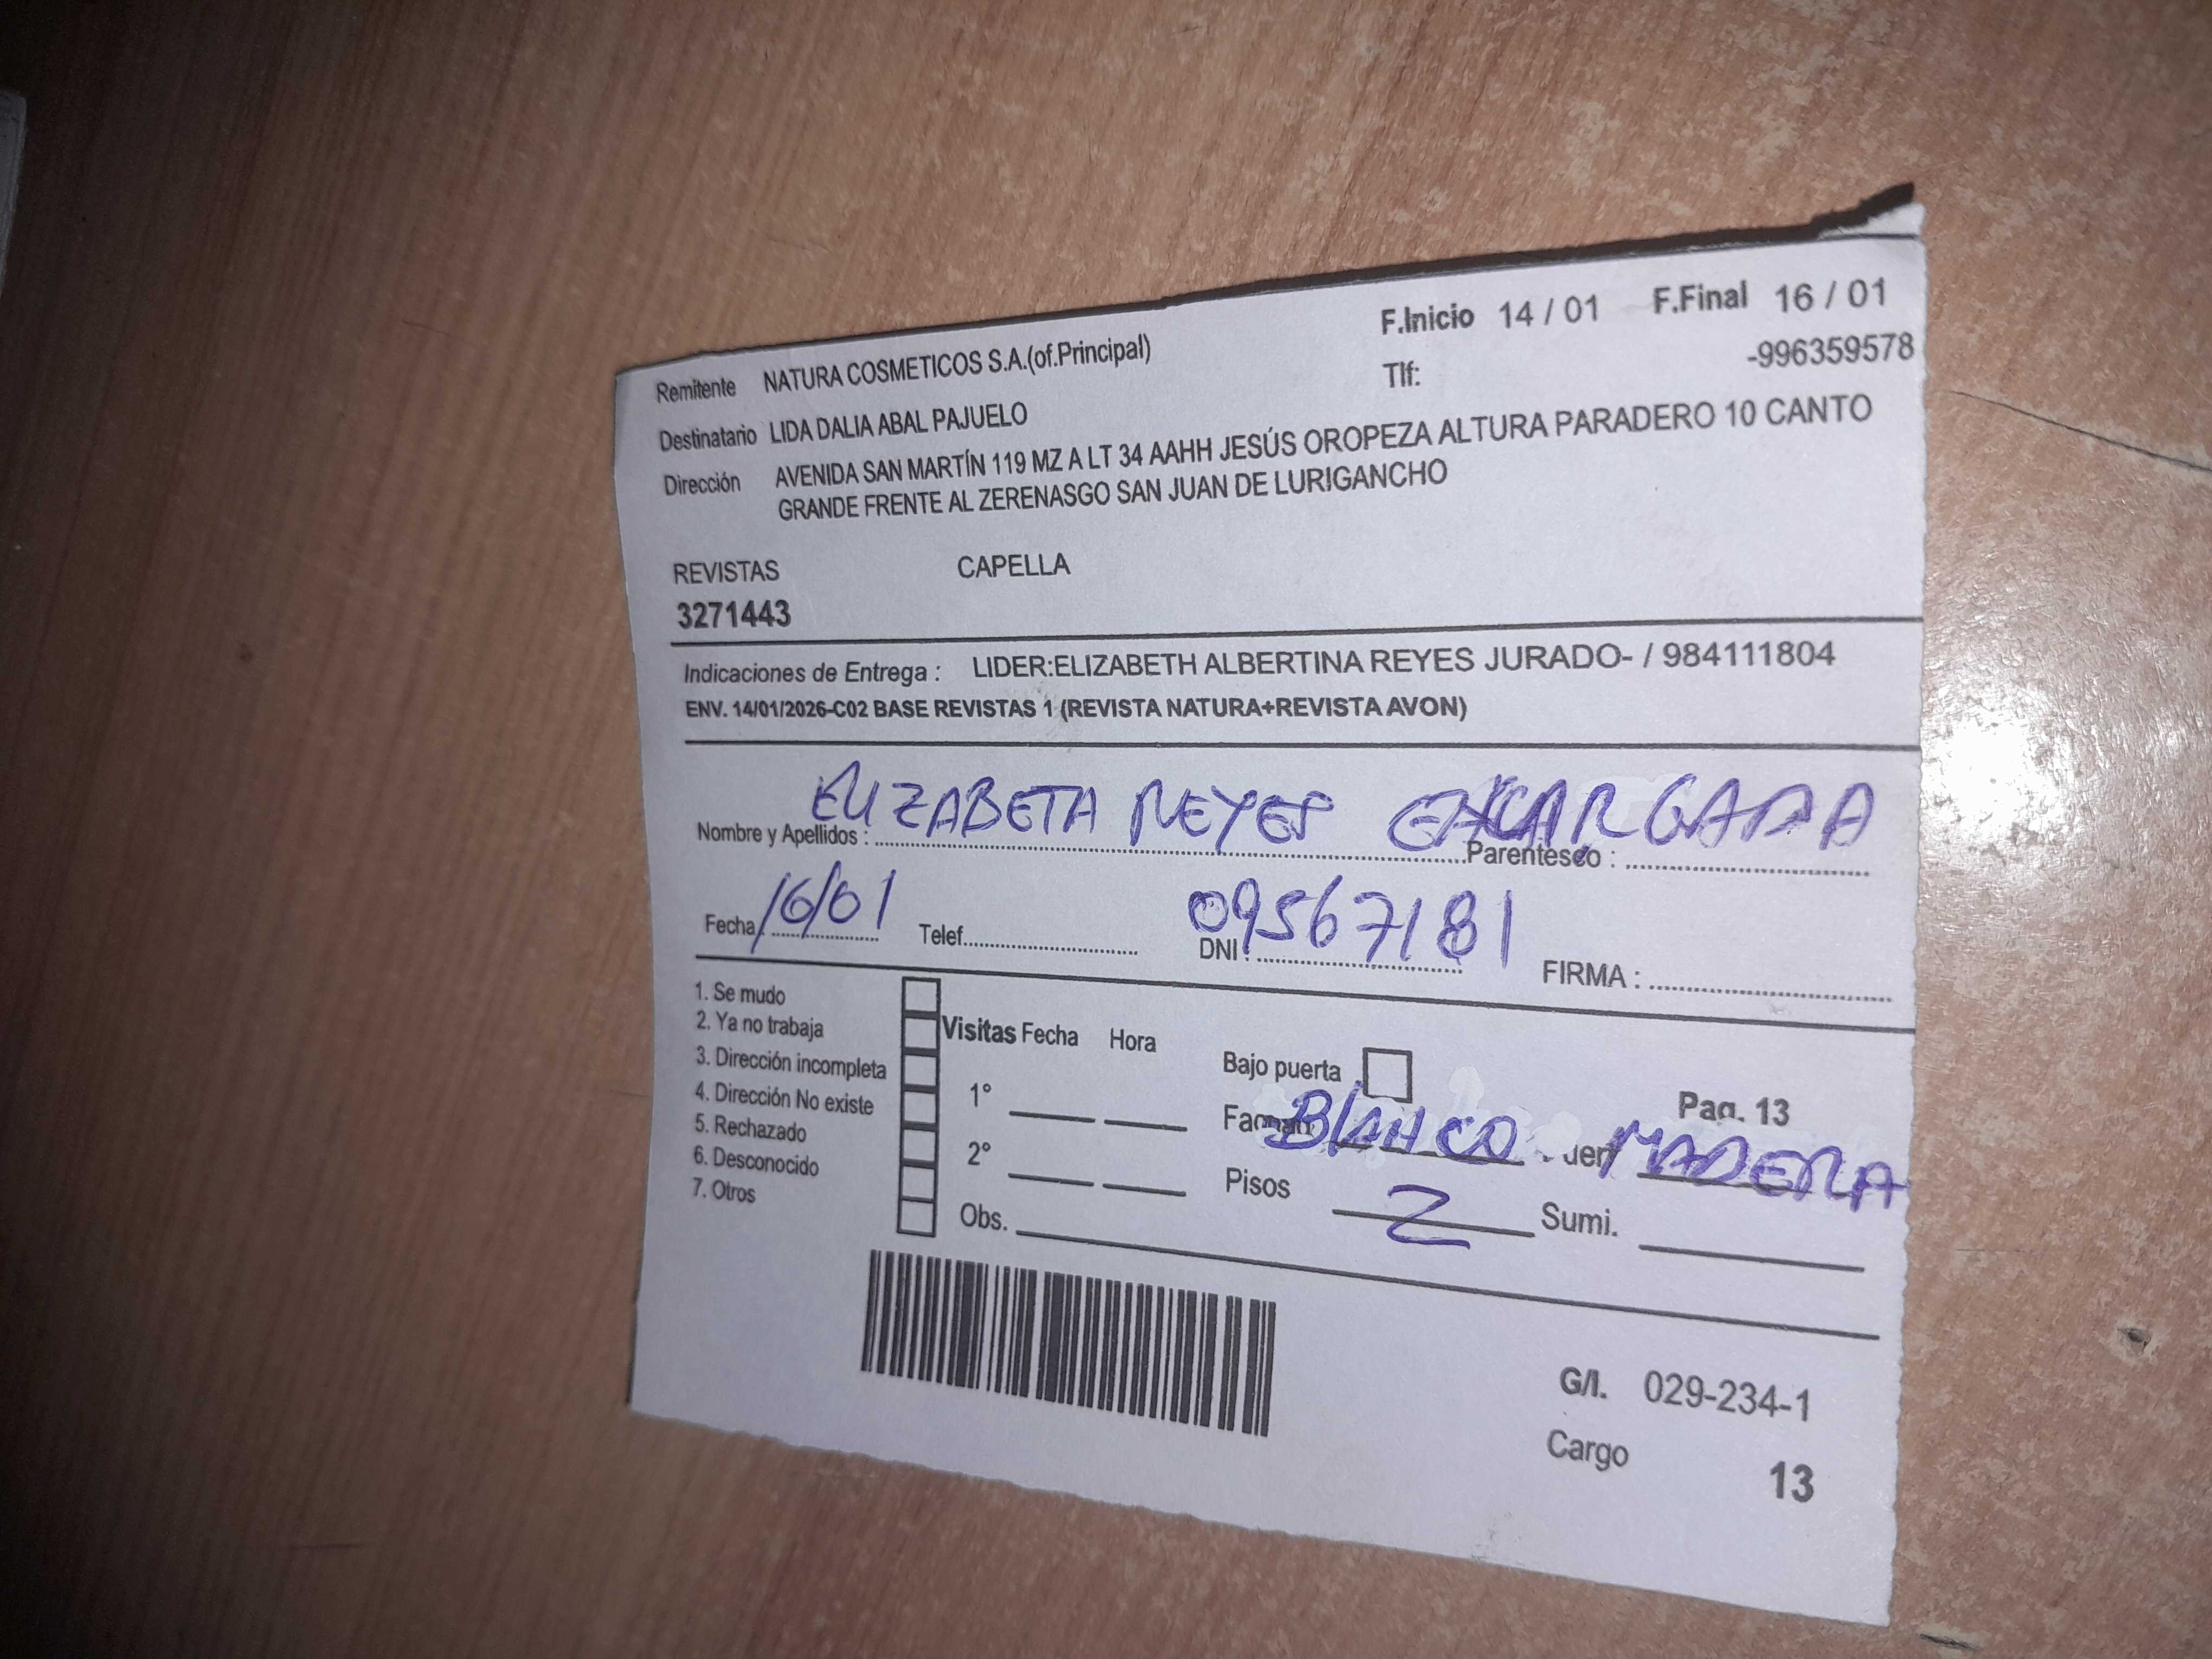 F.Inicio 14 / 01 F.Final 16 / 01
Remitente NATURA COSMETICOS S.A.(of.Principal) Tlf: -996359578
Destinatario LIDA DALIA ABAL PAJUELO
Dirección AVENIDA SAN MARTÍN 119 MZ A LT 34 AAHH JESÚS OROPEZA ALTURA PARADERO 10 CANTO
GRANDE FRENTE AL ZERENASGO SAN JUAN DE LURIGANCHO
REVISTAS CAPELLA
3271443
Indicaciones de Entrega : LIDER:ELIZABETH ALBERTINA REYES JURADO- / 984111804
ENV. 14/01/2026-C02 BASE REVISTAS 1 (REVISTA NATURA+REVISTA AVON)
Nombre y Apellidos : ELIZABETA REYES Parentesco :
Fecha 16/01 Telef. DNI : 09567181 FIRMA :
1. Se mudo
2. Ya no trabaja
3. Dirección incompleta
4. Dirección No existe
5. Rechazado
6. Desconocido
7. Otros
Visitas Fecha Hora
1°
2°
Obs.
Bajo puerta Pag. 13
BLANCO MADERA
Pisos 2 Sumi.
G/I. 029-234-1
Cargo 13